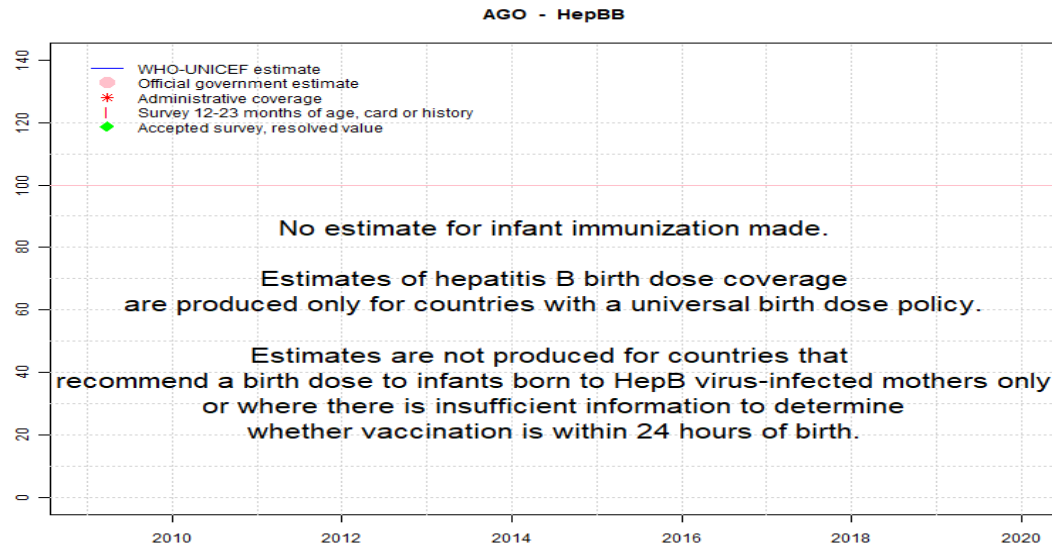 AGO - HepBB
WHO-UNICEF estimate
Official government estimate
Administrative coverage
Survey 12-23 months of age, card or history
Accepted survey, resolved value
140
120
100
80
60
40
20
0
No estimate for infant immunization made.
Estimates of hepatitis B birth dose coverage
are produced only for countries with a universal birth dose policy.
Estimates are not produced for countries that
recommend a birth dose to infants born to HepB virus-infected mothers only
or where there is insufficient information to determine
whether vaccination is within 24 hours of birth.
2010 2012 2014 2016 2018 2020